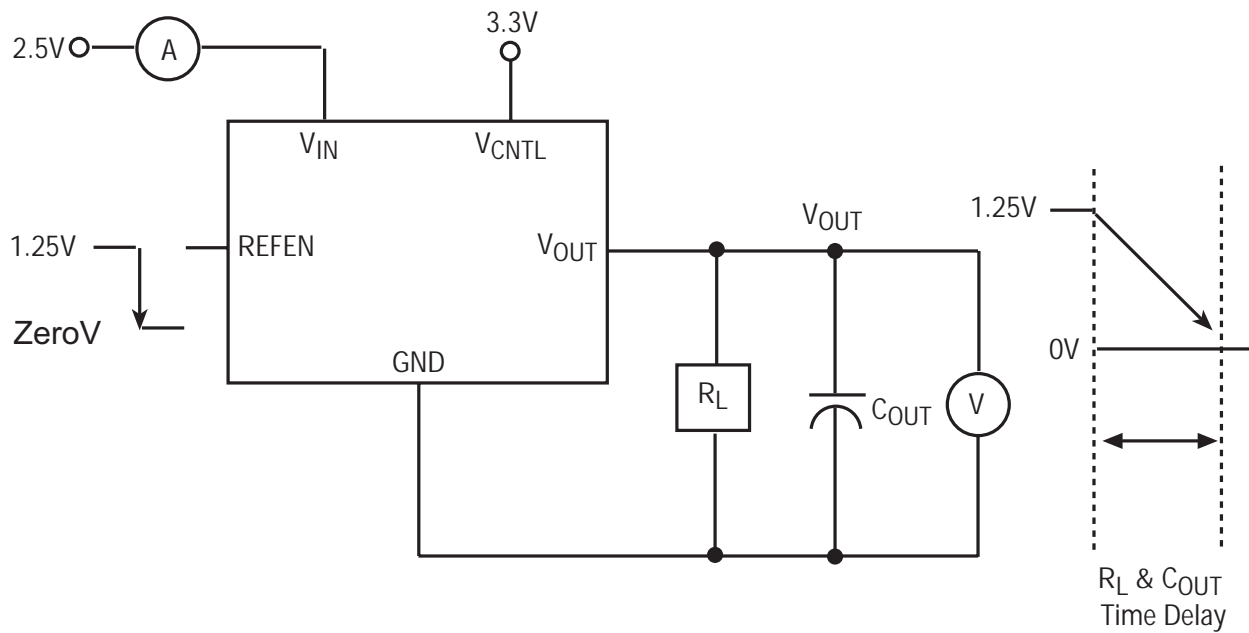 3.3V
2.5V
A
VIN
VCNTL
1.25V
REFEN
VOUT
VOUT
1.25V
ZeroV
GND
RL
COUT
V
0V
RL & COUT
Time Delay